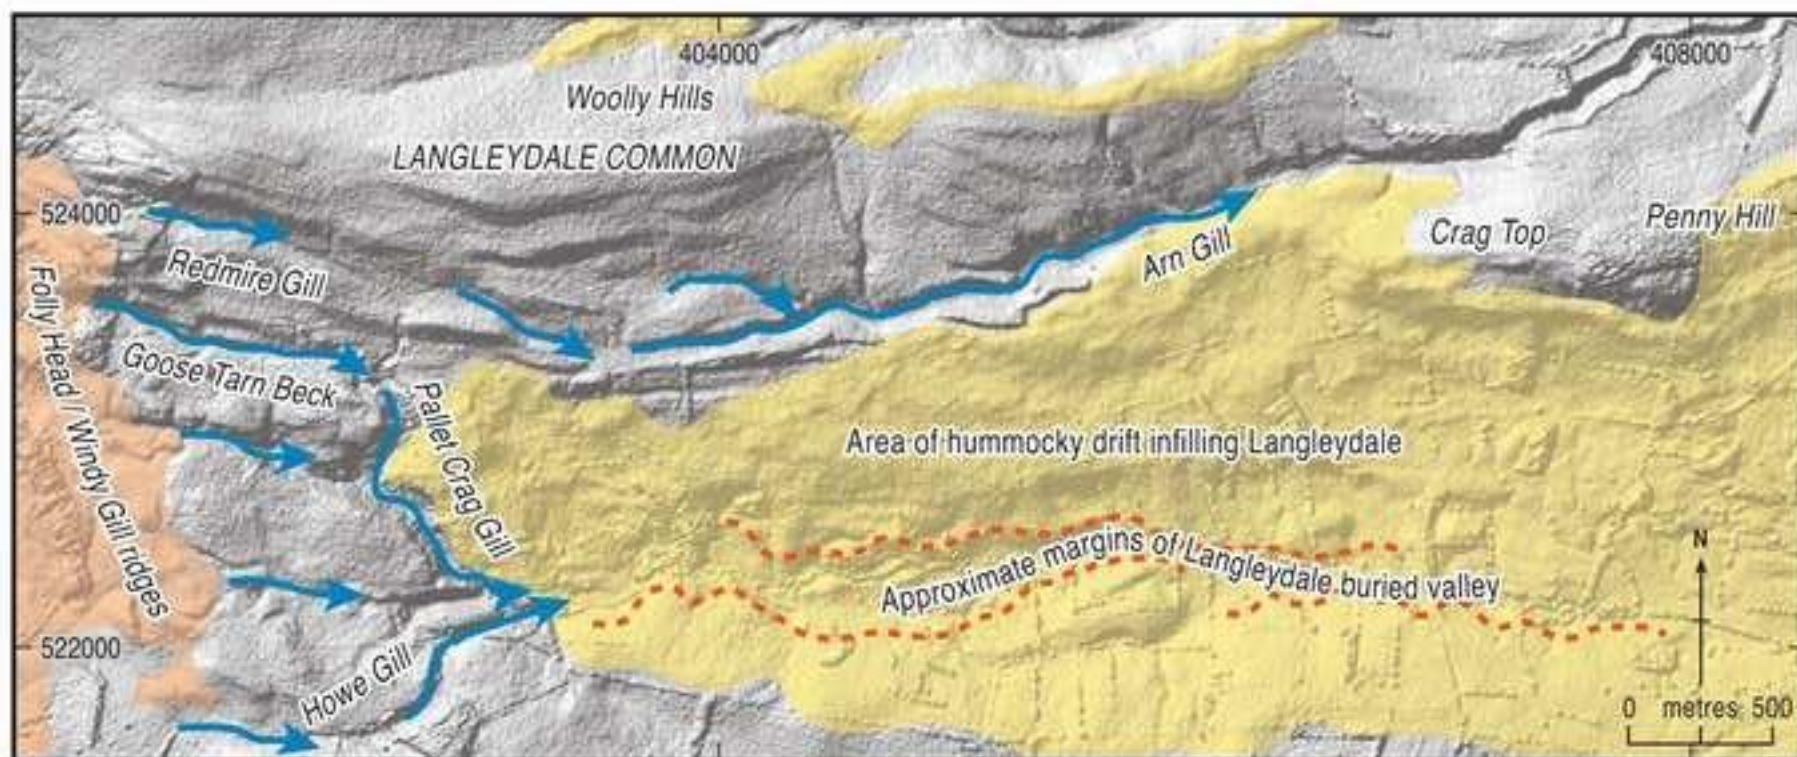 404000
408000
Woolly Hills
LANGLEYDALE COMMON
524000
Penny Hill
Crag Top
Arn Gill
Redmire Gill
Folly Head / Windy Gill ridges
Goose Tarn Beck
Pallet Crag Gill
Area of hummocky drift infilling Langleydale
N
Approximate margins of Langleydale buried valley
522000
Howe Gill
0 metres 500